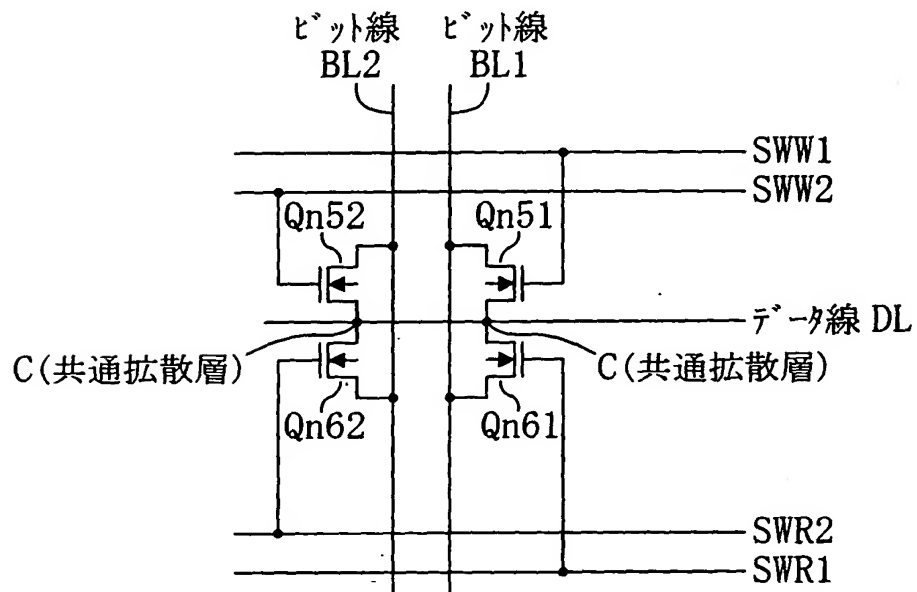 ビット線 ビット線
BL2 BL1
SWW1
SWW2
Qn52 Qn51
データ線 DL
C(共通拡散層) C(共通拡散層)
Qn62 Qn61
SWR2
SWR1